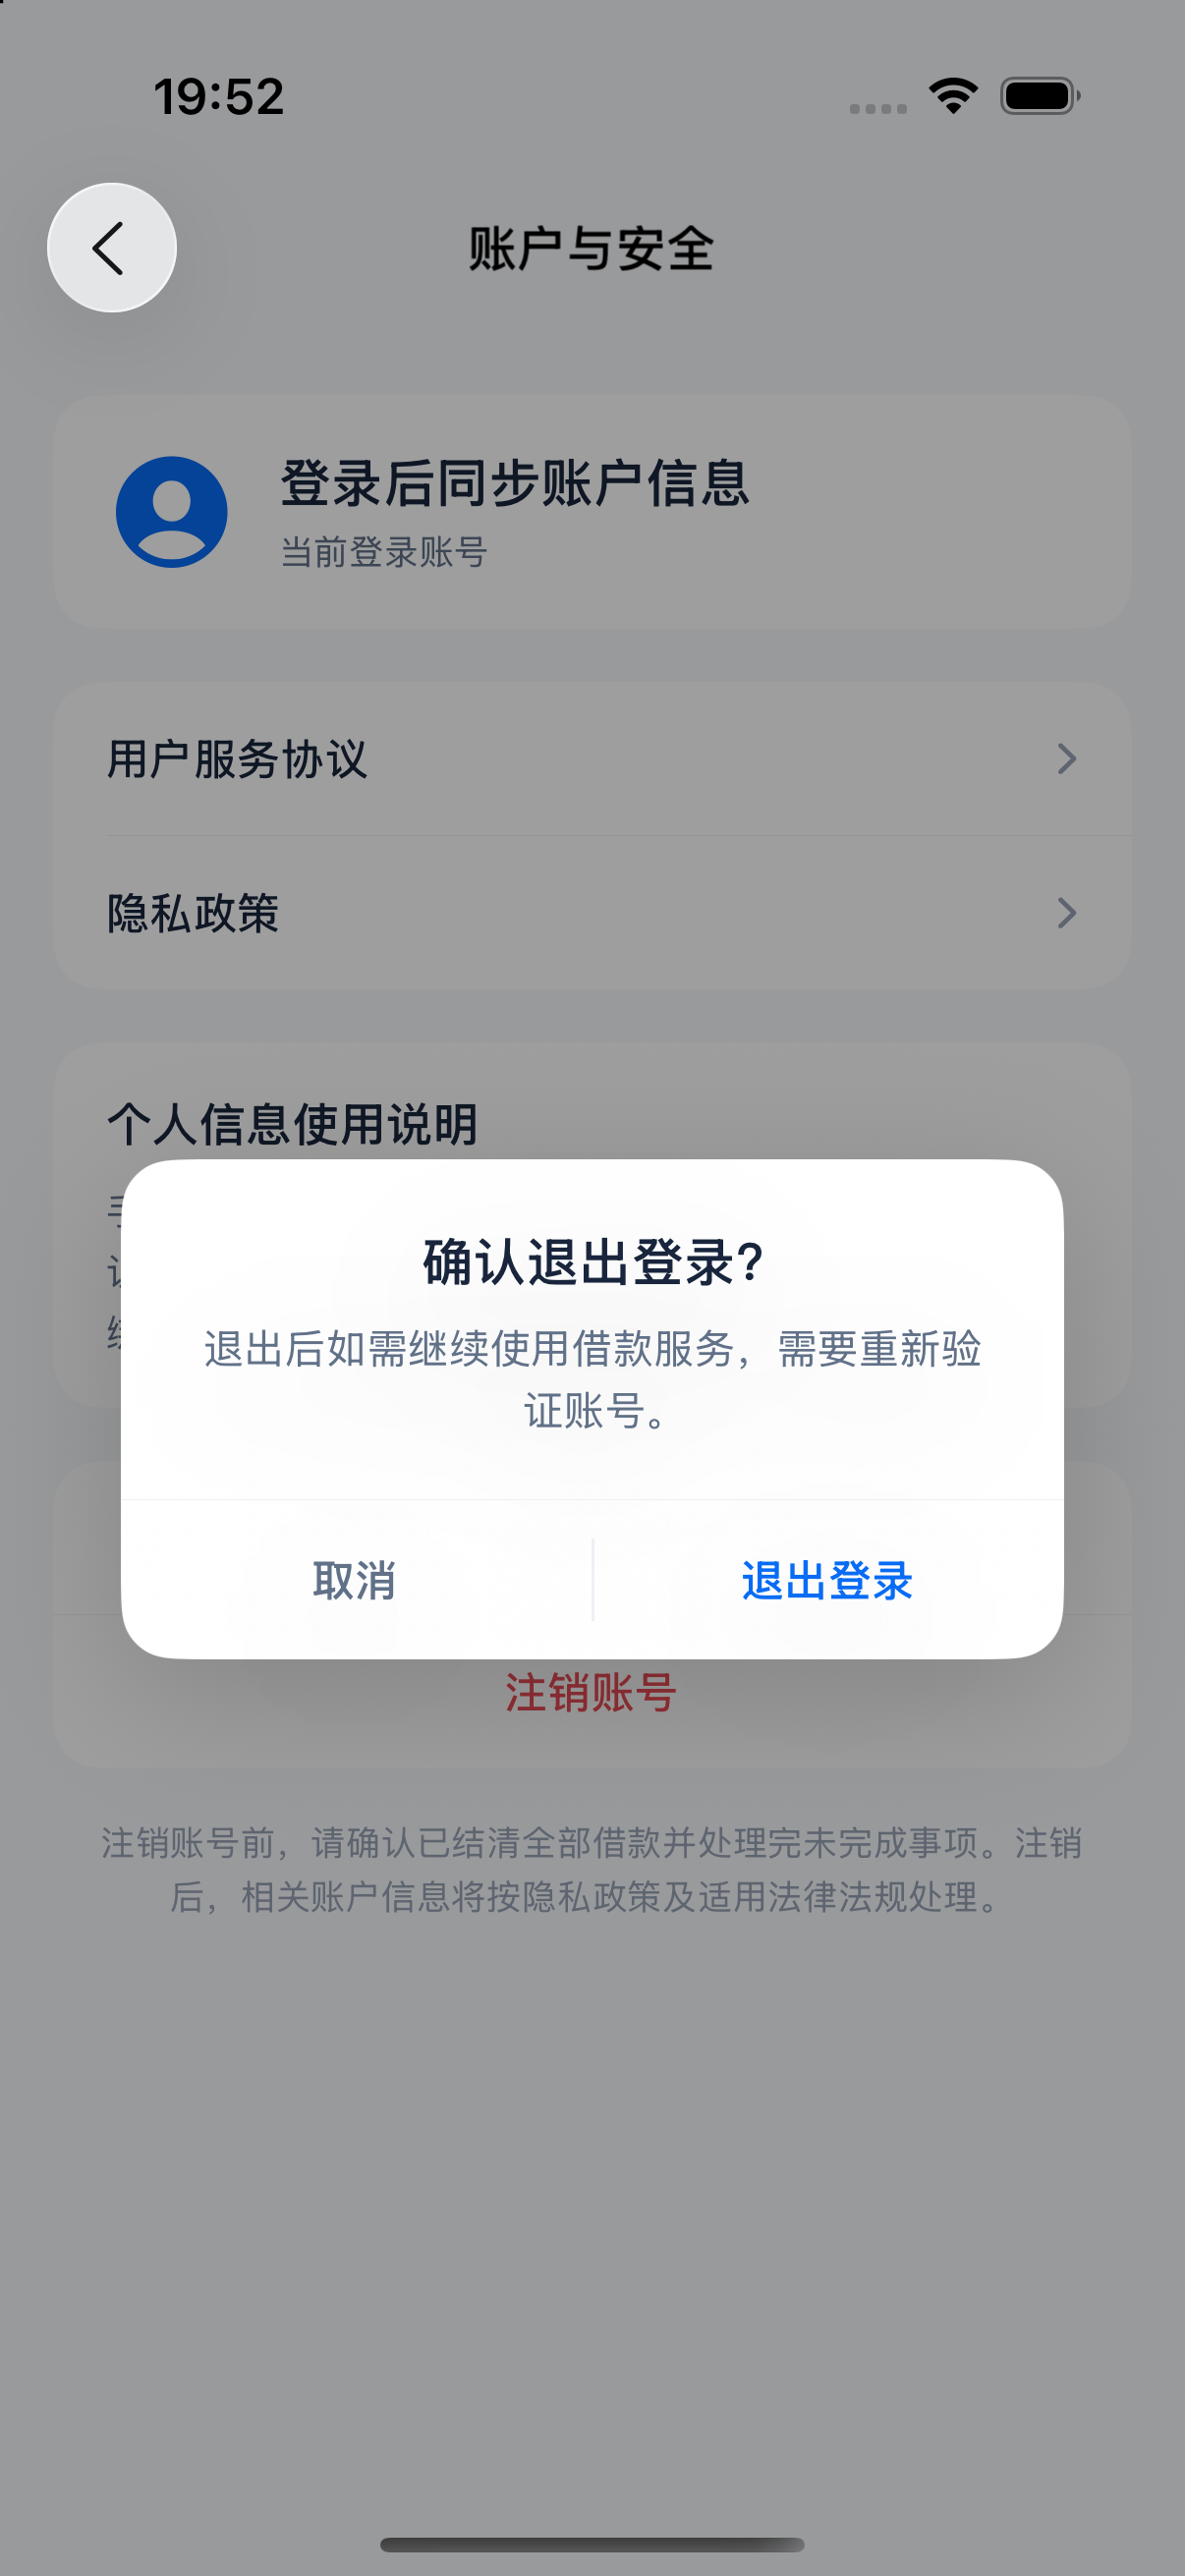 19:52
账户与安全
登录后同步账户信息
当前登录账号
用户服务协议
隐私政策
个人信息使用说明
确认退出登录?
退出后如需继续使用借款服务，需要重新验
证账号。
取消
退出登录
注销账号
注销账号前，请确认已结清全部借款并处理完未完成事项。注销
后，相关账户信息将按隐私政策及适用法律法规处理。